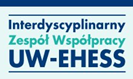 Interdyscyplinarny
Zespół Współpracy
UW-EHESS